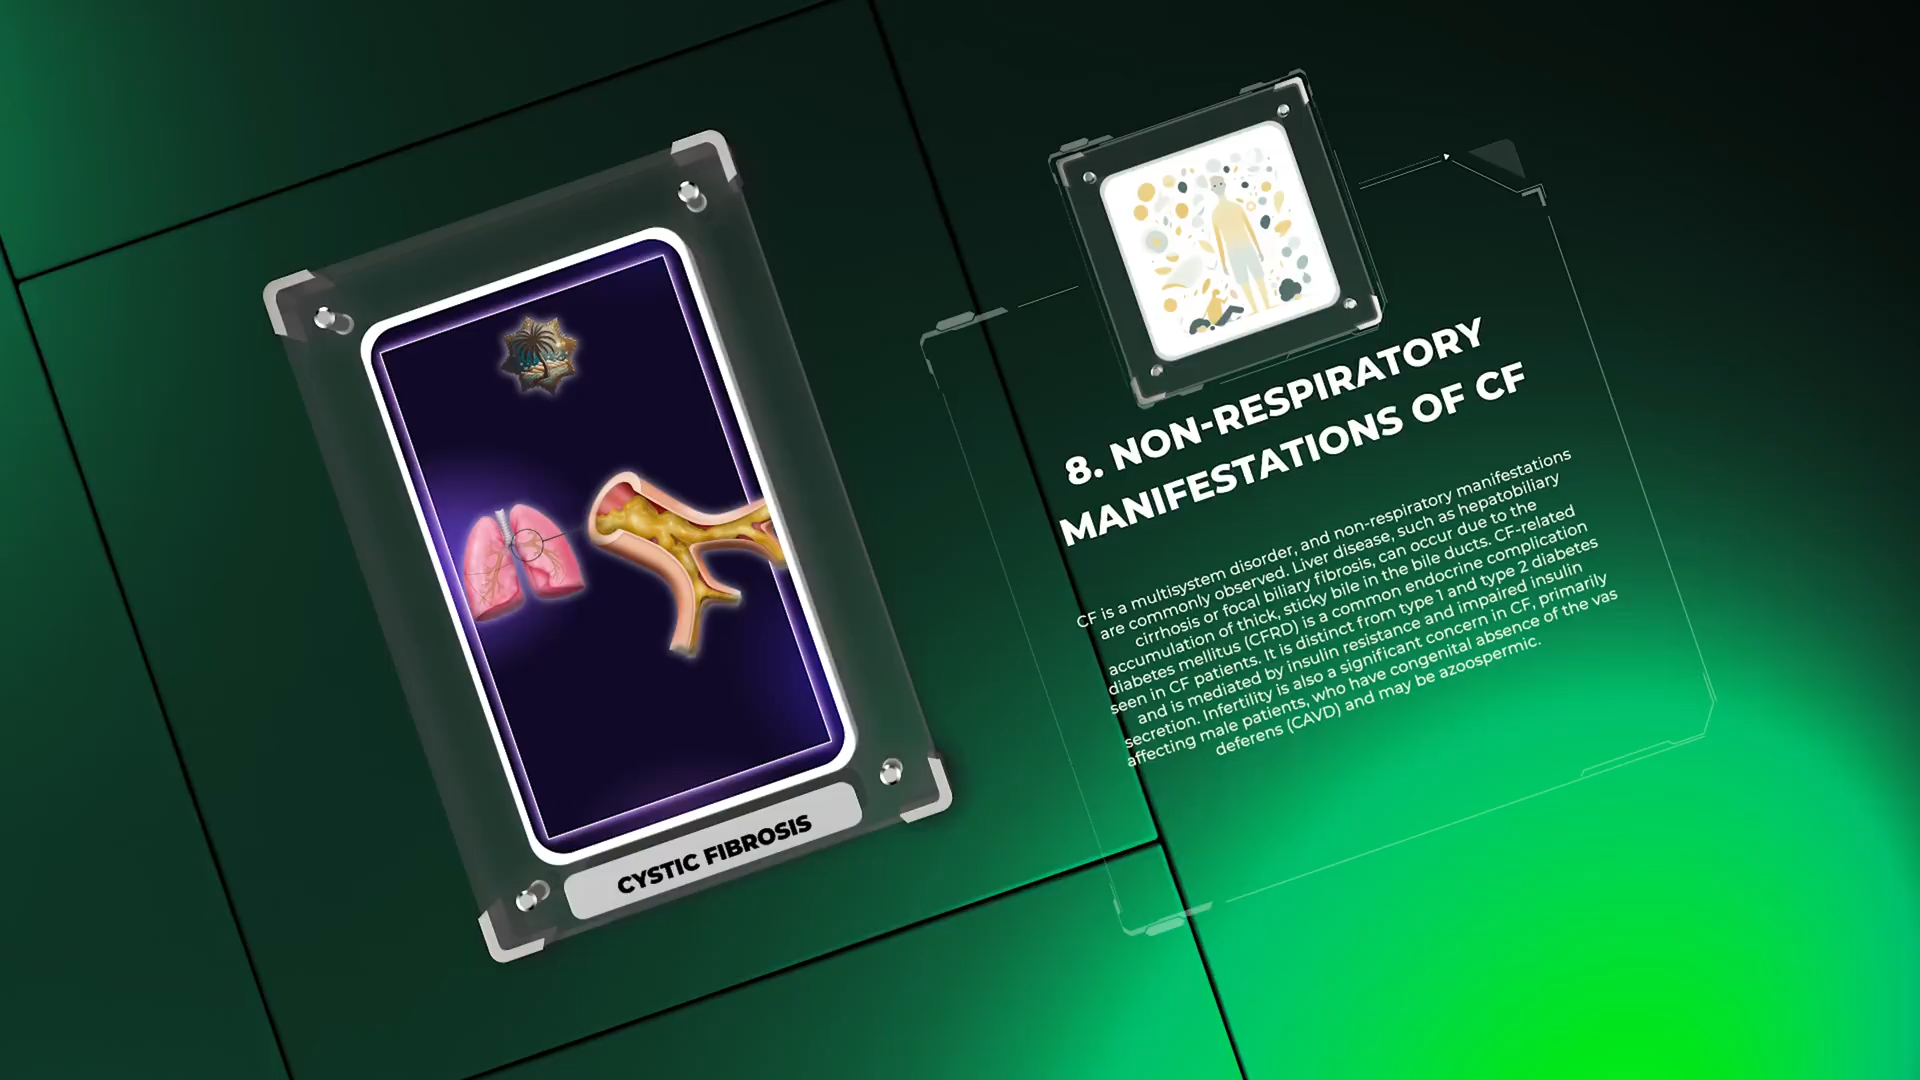 CYSTIC FIBROSIS
8. NON-RESPIRATORY
MANIFESTATIONS OF CF
CF is a multisystem disorder, and non-respiratory manifestations
are commonly observed. Liver disease, such as hepatobiliary
cirrhosis or focal biliary fibrosis, can occur due to the
accumulation of thick, sticky bile in the bile ducts. CF-related
diabetes mellitus (CFRD) is a common endocrine complication
seen in CF patients. It is distinct from type 1 and type 2 diabetes
and is mediated by insulin resistance and impaired insulin
secretion. Infertility is also a significant concern in CF, primarily
affecting male patients, who have congenital absence of the vas
deferens (CAVD) and may be azoospermic.